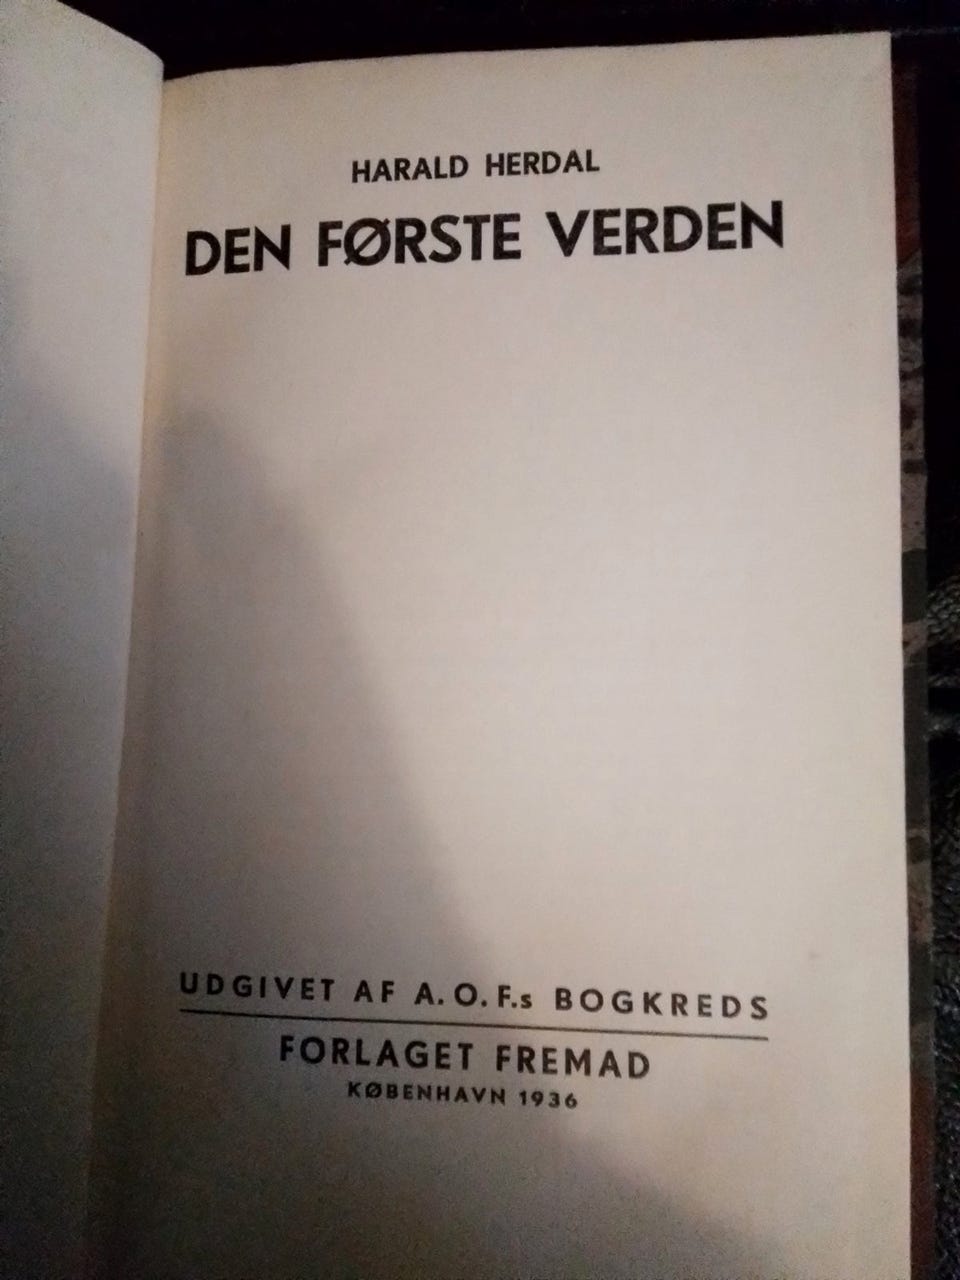 HARALD HERDAL
DEN FØRSTE VERDEN
UDGIVET AF A.O.F.s BOGKREDS
FORLAGET FREMAD
KØBENHAVN 1936